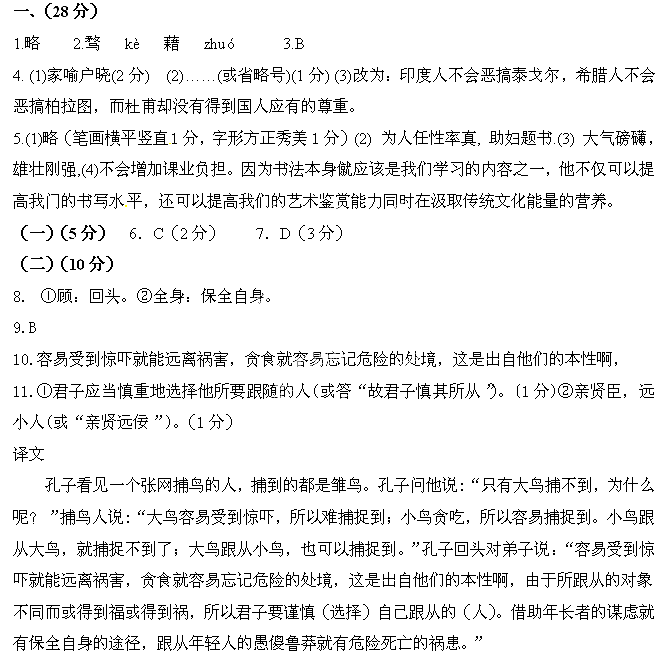 一、（28分）
1.略 2.骛 kè 藉 zhuó 3.B
4. (1)家喻户晓(2 分) (2)……(或省略号)(1 分) (3)改为：印度人不会恶搞泰戈尔，希腊人不会
恶搞柏拉图，而杜甫却没有得到国人应有的尊重。
5.(1)略（笔画横平竖直1 分，字形方正秀美 1 分）(2) 为人任性率真, 助妇题书.(3) 大气磅礴，
雄壮刚强,(4)不会增加课业负担。因为书法本身就应该是我们学习的内容之一，他不仅可以提
高我们的书写水平，还可以提高我们的艺术鉴赏能力同时在汲取传统文化能量的营养。
（一）（5 分） 6．C（2 分） 7．D（3 分）
（二）（10 分）
8. ①顾：回头。②全身：保全自身。
9.B
10.容易受到惊吓就能远离祸害，贪食就容易忘记危险的处境，这是出自他们的本性啊，
11.①君子应当慎重地选择他所要跟随的人（或答“故君子慎其所从”）。〔1 分）②亲贤臣，远
小人（或“亲贤远佞 ”）。（1 分）
译文
孔子看见一个张网捕鸟的人，捕到的都是雏鸟。孔子问他说：“只有大鸟捕不到，为什么
呢？ ”捕鸟人说：“大鸟容易受到惊吓，所以难捕捉到；小鸟贪吃，所以容易捕捉到。小鸟跟
从大鸟，就捕捉不到了；大鸟跟从小鸟，也可以捕捉到。”孔子回头对弟子说：“容易受到惊
吓就能远离祸害，贪食就容易忘记危险的处境，这是出自他们的本性啊，由于所跟从的对象
不同而或得到福或得到祸，所以君子要谨慎（选择）自己跟从的（人）。借助年长者的谋虑就
有保全自身的途径，跟从年轻人的愚傻鲁莽就有危险死亡的祸患。”